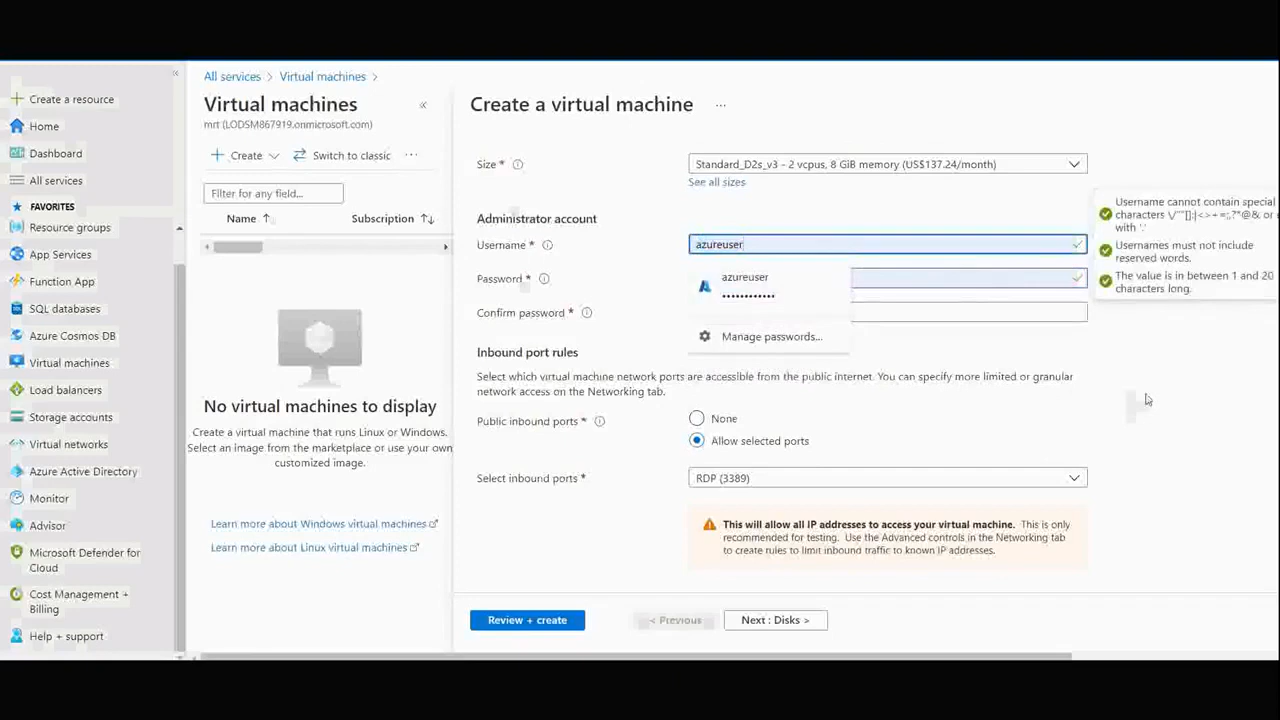 Create a resource
Home
Dashboard
All services
FAVORITES
Resource groups
App Services
Function App
SQL databases
Azure Cosmos DB
Virtual machines
Load balancers
Storage accounts
Virtual networks
Azure Active Directory
Monitor
Advisor
Microsoft Defender for
Cloud
Cost Management +
Billing
Help + support
All services > Virtual machines >
Virtual machines
mrt (LODSM867919.onmicrosoft.com)
Create
Switch to classic
Filter for any field...
Name ↑
Subscription ↑↓
No virtual machines to display
Create a virtual machine that runs Linux or Windows.
Select an image from the marketplace or use your own
customized image.
Learn more about Windows virtual machines
Learn more about Linux virtual machines
Create a virtual machine ...
Size *
Standard_D2s_v3 - 2 vcpus, 8 GiB memory (US$137.24/month)
See all sizes
Administrator account
Username *
azureuser
Password *
azureuser
••••••••••••
Confirm password *
Manage passwords...
Inbound port rules
Select which virtual machine network ports are accessible from the public internet. You can specify more limited or granular
network access on the Networking tab.
Public inbound ports *
None
Allow selected ports
Select inbound ports *
RDP (3389)
This will allow all IP addresses to access your virtual machine. This is only
recommended for testing. Use the Advanced controls in the Networking tab
to create rules to limit inbound traffic to known IP addresses.
Review + create
< Previous
Next : Disks >
Username cannot contain special
characters
with '.'
Usernames must not include
reserved words.
The value is in between 1 and 20
characters long.